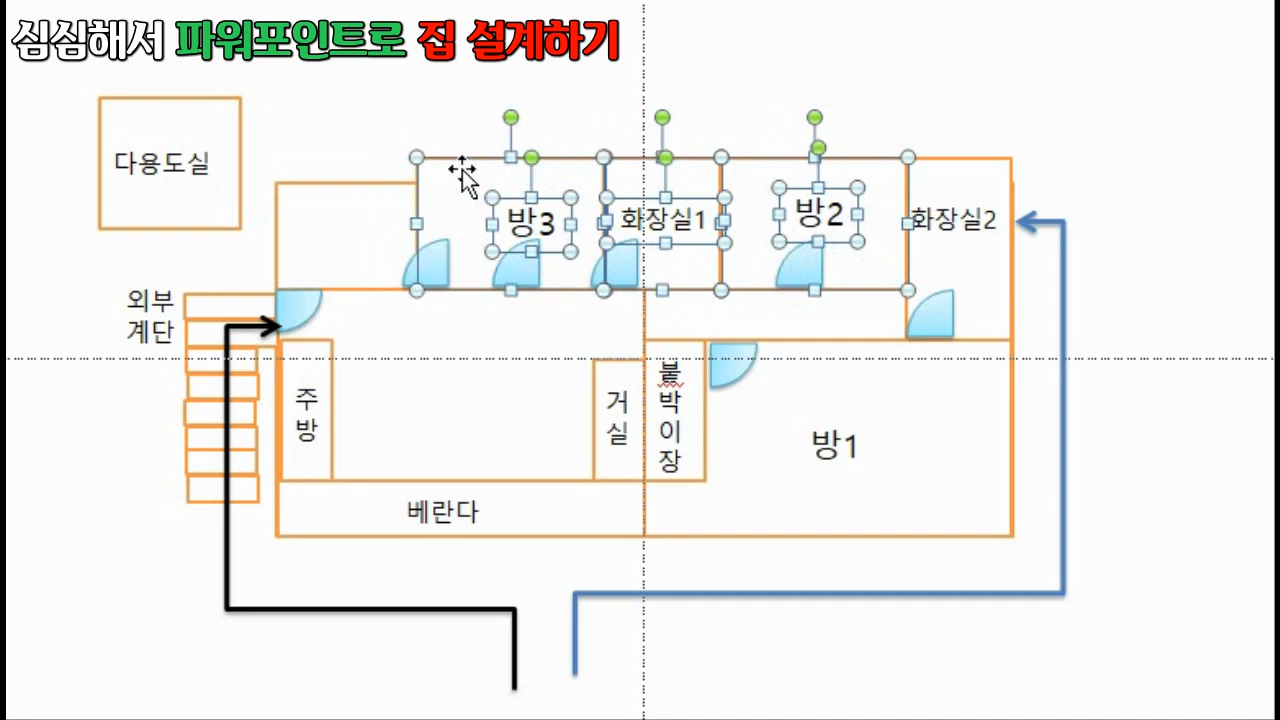 심심해서 파워포인트로 집 설계하기
다용도실
방3
화장실1
방2
화장실2
외부
계단
주
방
거
실
붙
박
이
장
방1
베란다